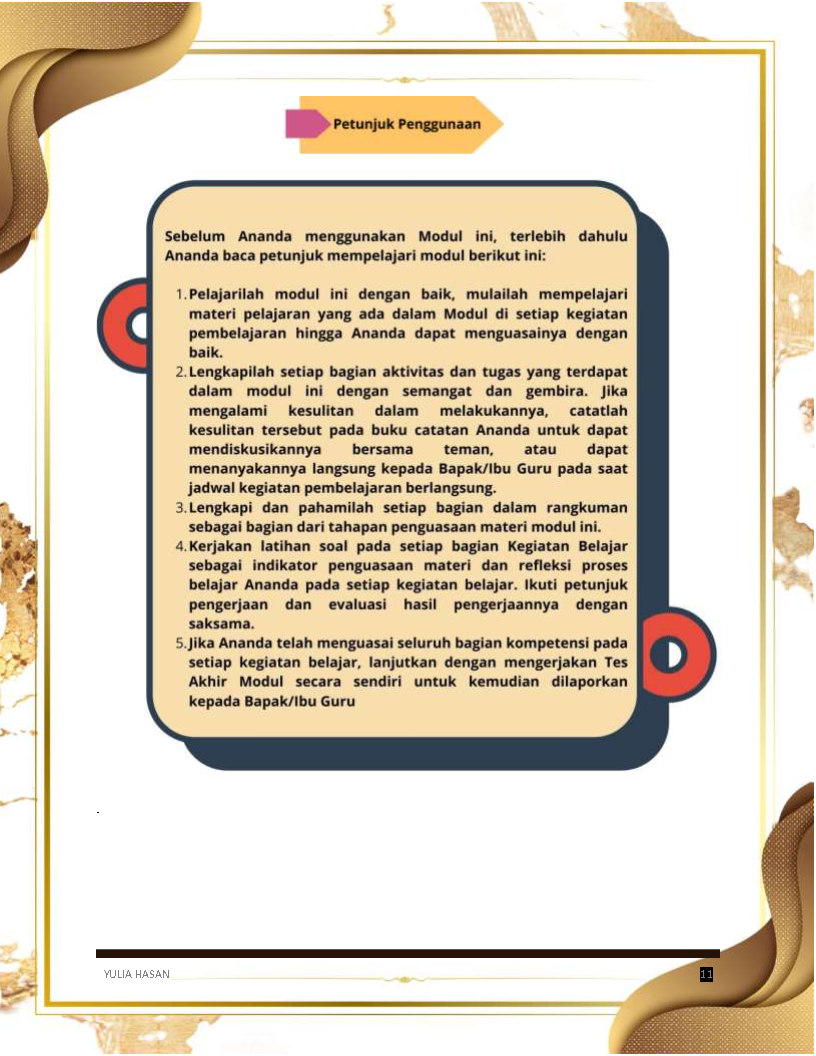 Petunjuk Penggunaan
Sebelum Ananda menggunakan Modul ini, terlebih dahulu
Ananda baca petunjuk mempelajari modul berikut ini:
1. Pelajarilah modul ini dengan baik, mulailah mempelajari
materi pelajaran yang ada dalam Modul di setiap kegiatan
pembelajaran hingga Ananda dapat menguasainya dengan
baik.
2. Lengkapilah setiap bagian aktivitas dan tugas yang terdapat
dalam modul ini dengan semangat dan gembira. Jika
mengalami kesulitan dalam melakukannya, catatlah
kesulitan tersebut pada buku catatan Ananda untuk dapat
mendiskusikannya bersama teman, atau dapat
menanyakannya langsung kepada Bapak/Ibu Guru pada saat
jadwal kegiatan pembelajaran berlangsung.
3. Lengkapi dan pahamilah setiap bagian dalam rangkuman
sebagai bagian dari tahapan penguasaan materi modul ini.
4. Kerjakan latihan soal pada setiap bagian Kegiatan Belajar
sebagai indikator penguasaan materi dan refleksi proses
belajar Ananda pada setiap kegiatan belajar. Ikuti petunjuk
pengerjaan dan evaluasi hasil pengerjaannya dengan
saksama.
5. Jika Ananda telah menguasai seluruh bagian kompetensi pada
setiap kegiatan belajar, lanjutkan dengan mengerjakan Tes
Akhir Modul secara sendiri untuk kemudian dilaporkan
kepada Bapak/Ibu Guru
.
YULIA HASAN 11